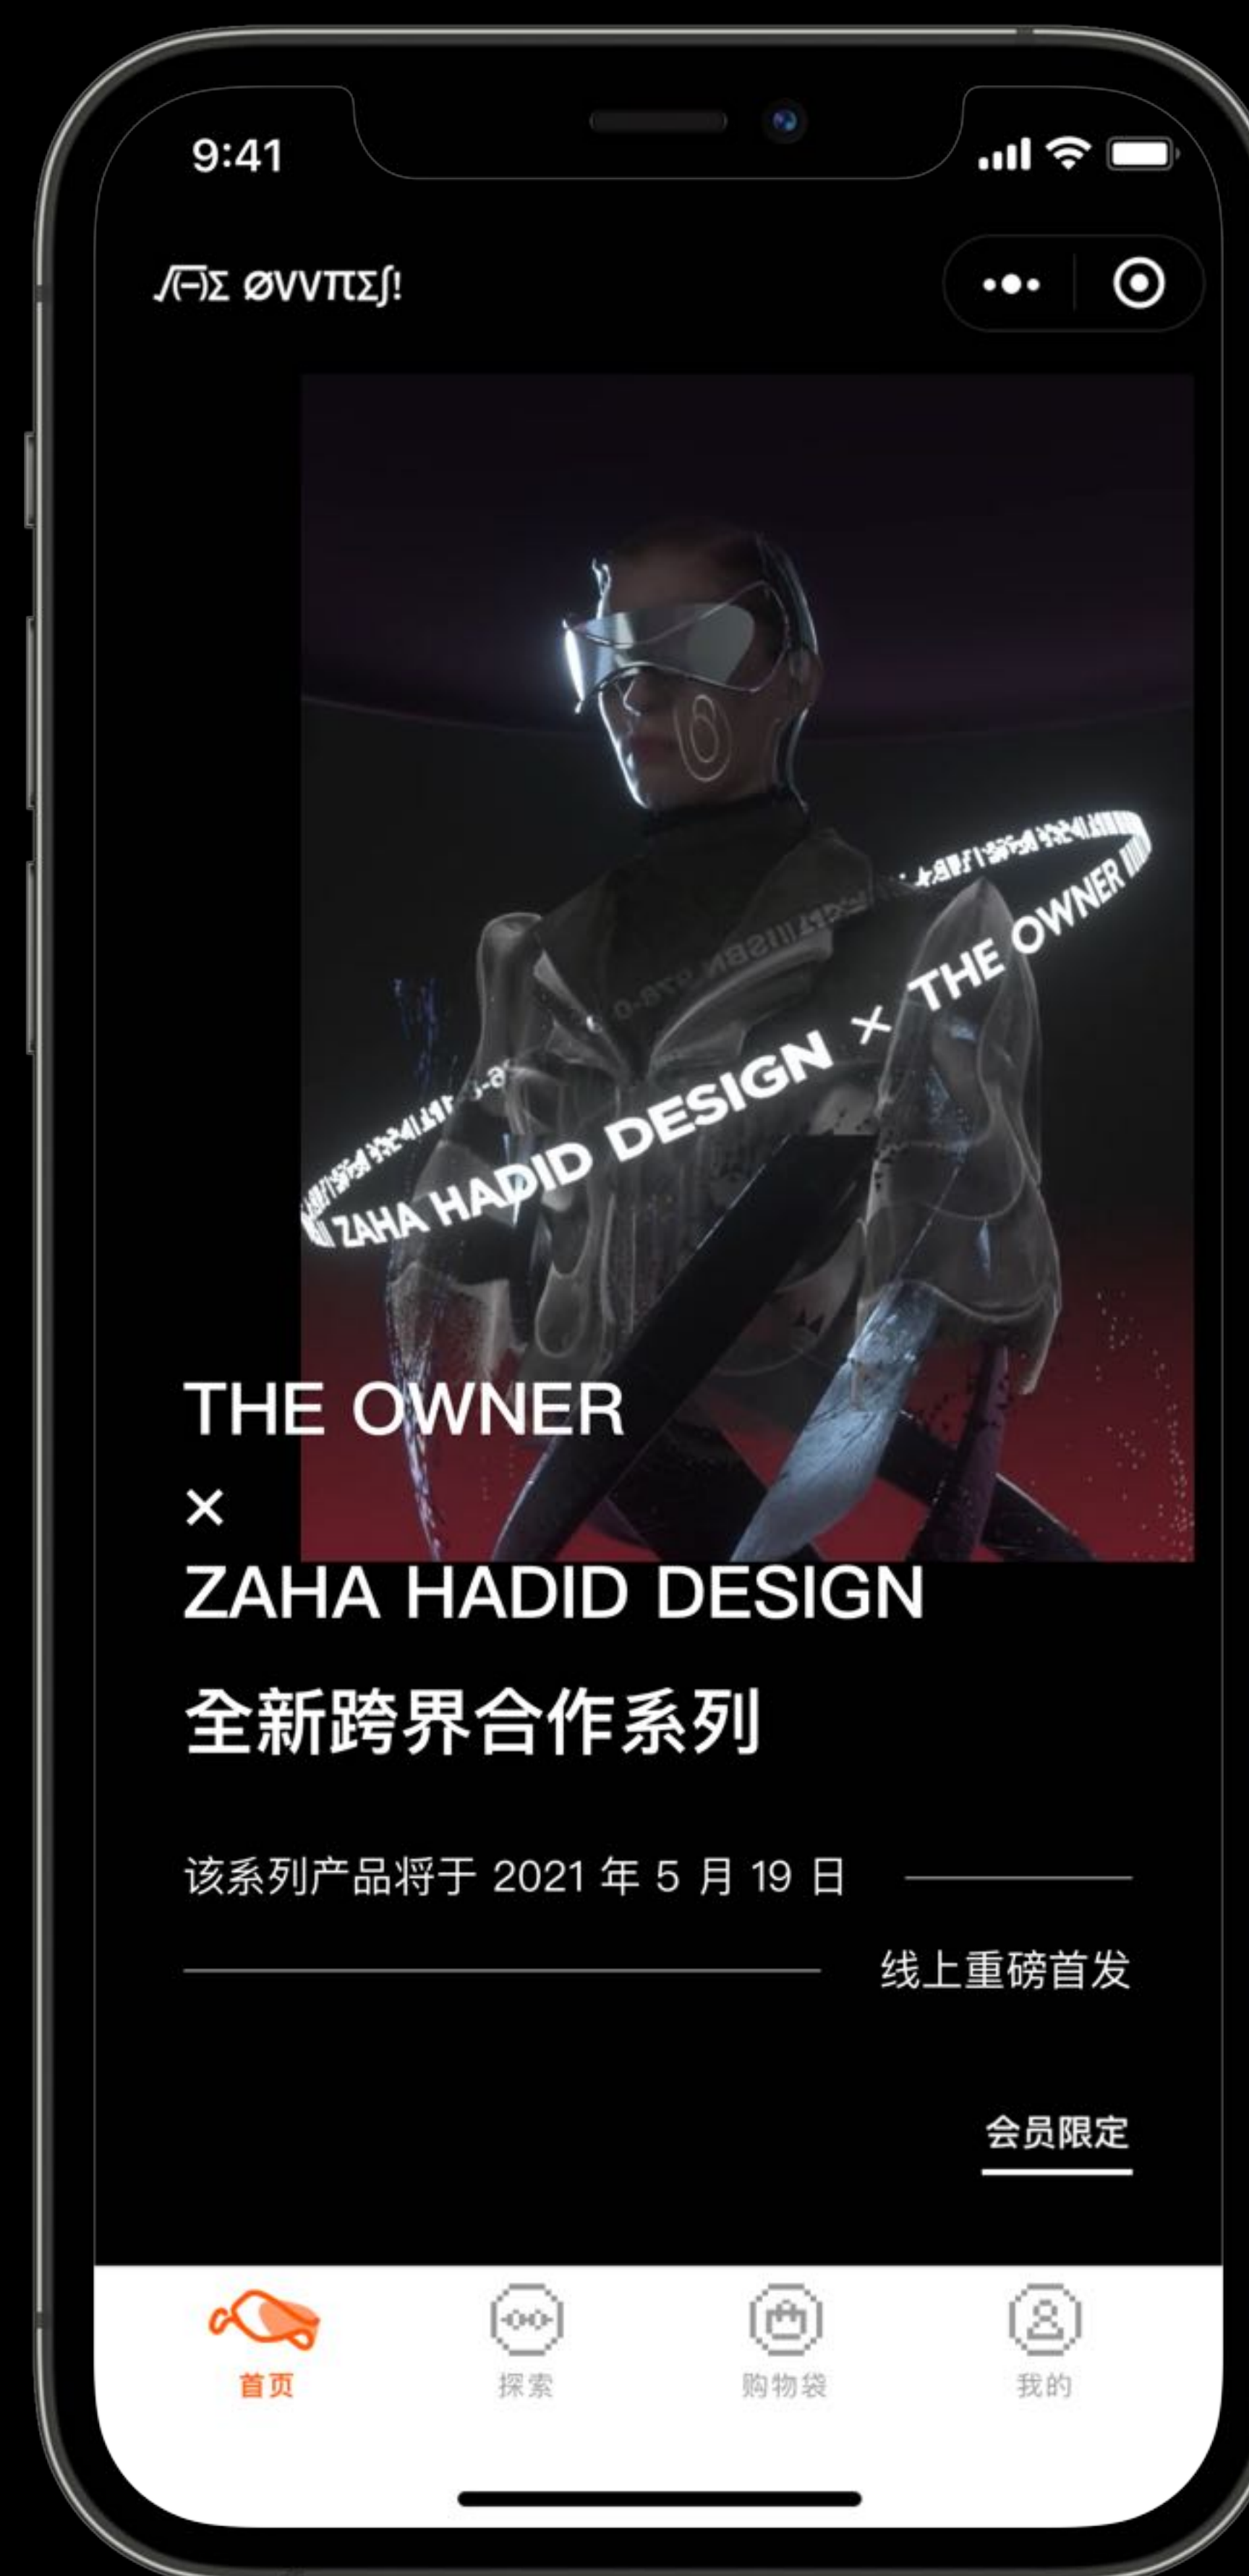 9:41
√(−)Σ ØVVπΣ∫!
ZAHA HADID DESIGN × THE OWNER
THE OWNER
×
ZAHA HADID DESIGN
全新跨界合作系列
该系列产品将于 2021 年 5 月 19 日
线上重磅首发
会员限定
首页
探索
购物袋
我的